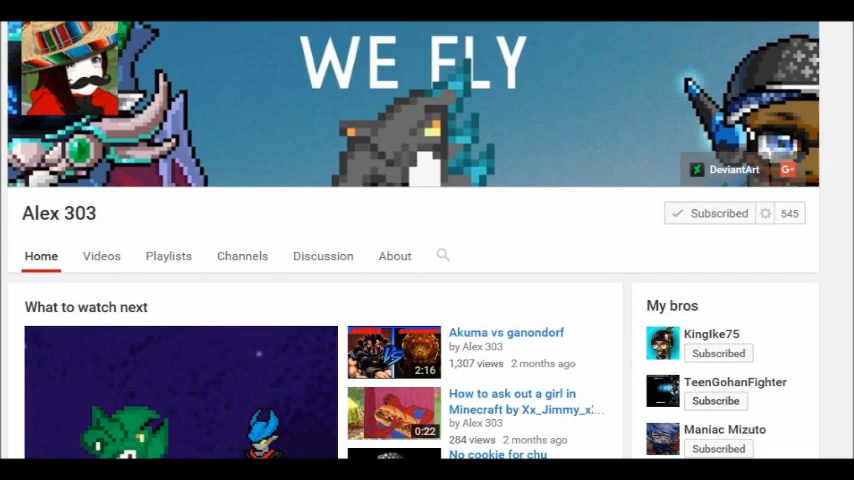 WE FLY
DeviantArt
G+
Alex 303
Subscribed 545
Home Videos Playlists Channels Discussion About
What to watch next
Akuma vs ganondorf
by Alex 303
1,307 views 2 months ago
VS
2:16
How to ask out a girl in
Minecraft by Xx_Jimmy_x...
by Alex 303
284 views 2 months ago
0:22
No cookie for chu
My bros
KingIke75
Subscribed
TeenGohanFighter
Subscribe
Maniac Mizuto
Subscribed